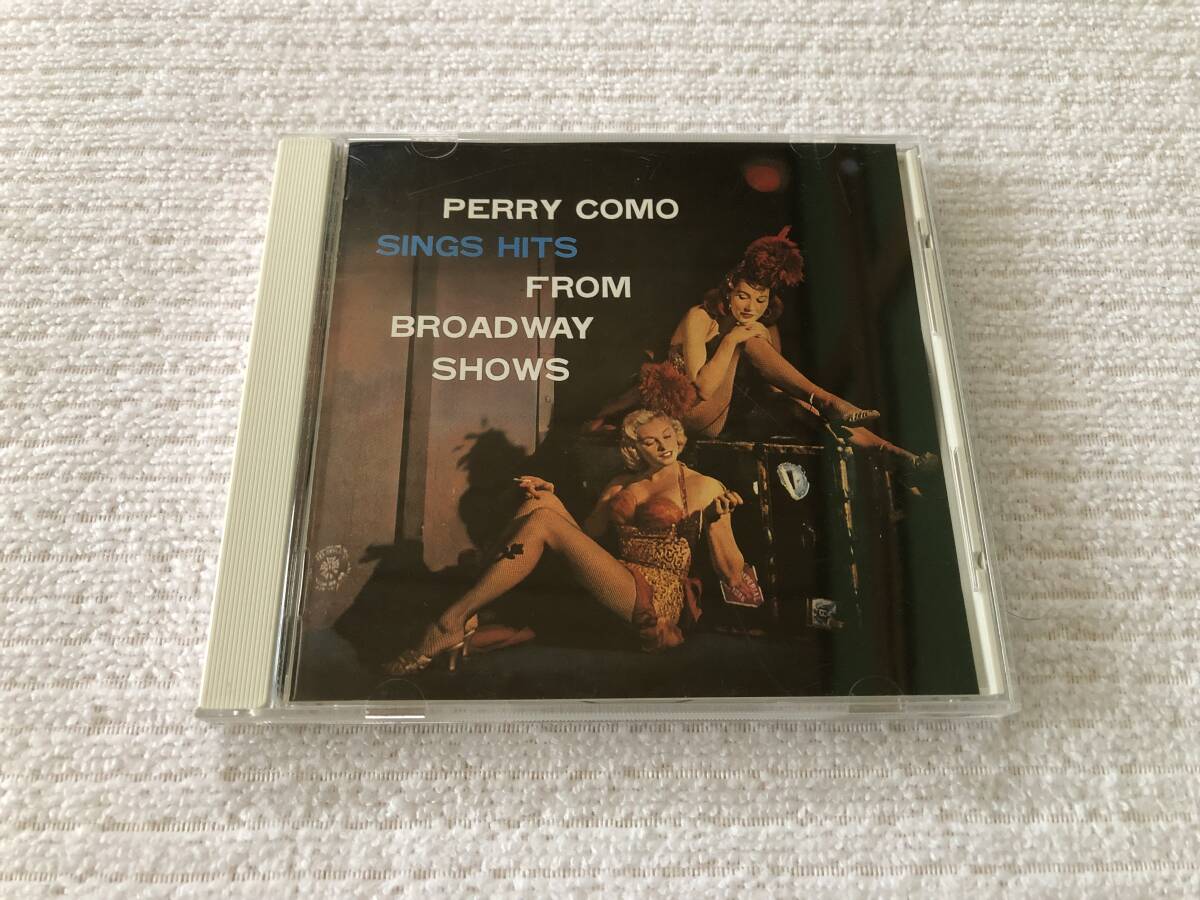 PERRY COMO
SINGS HITS
FROM
BROADWAY
SHOWS